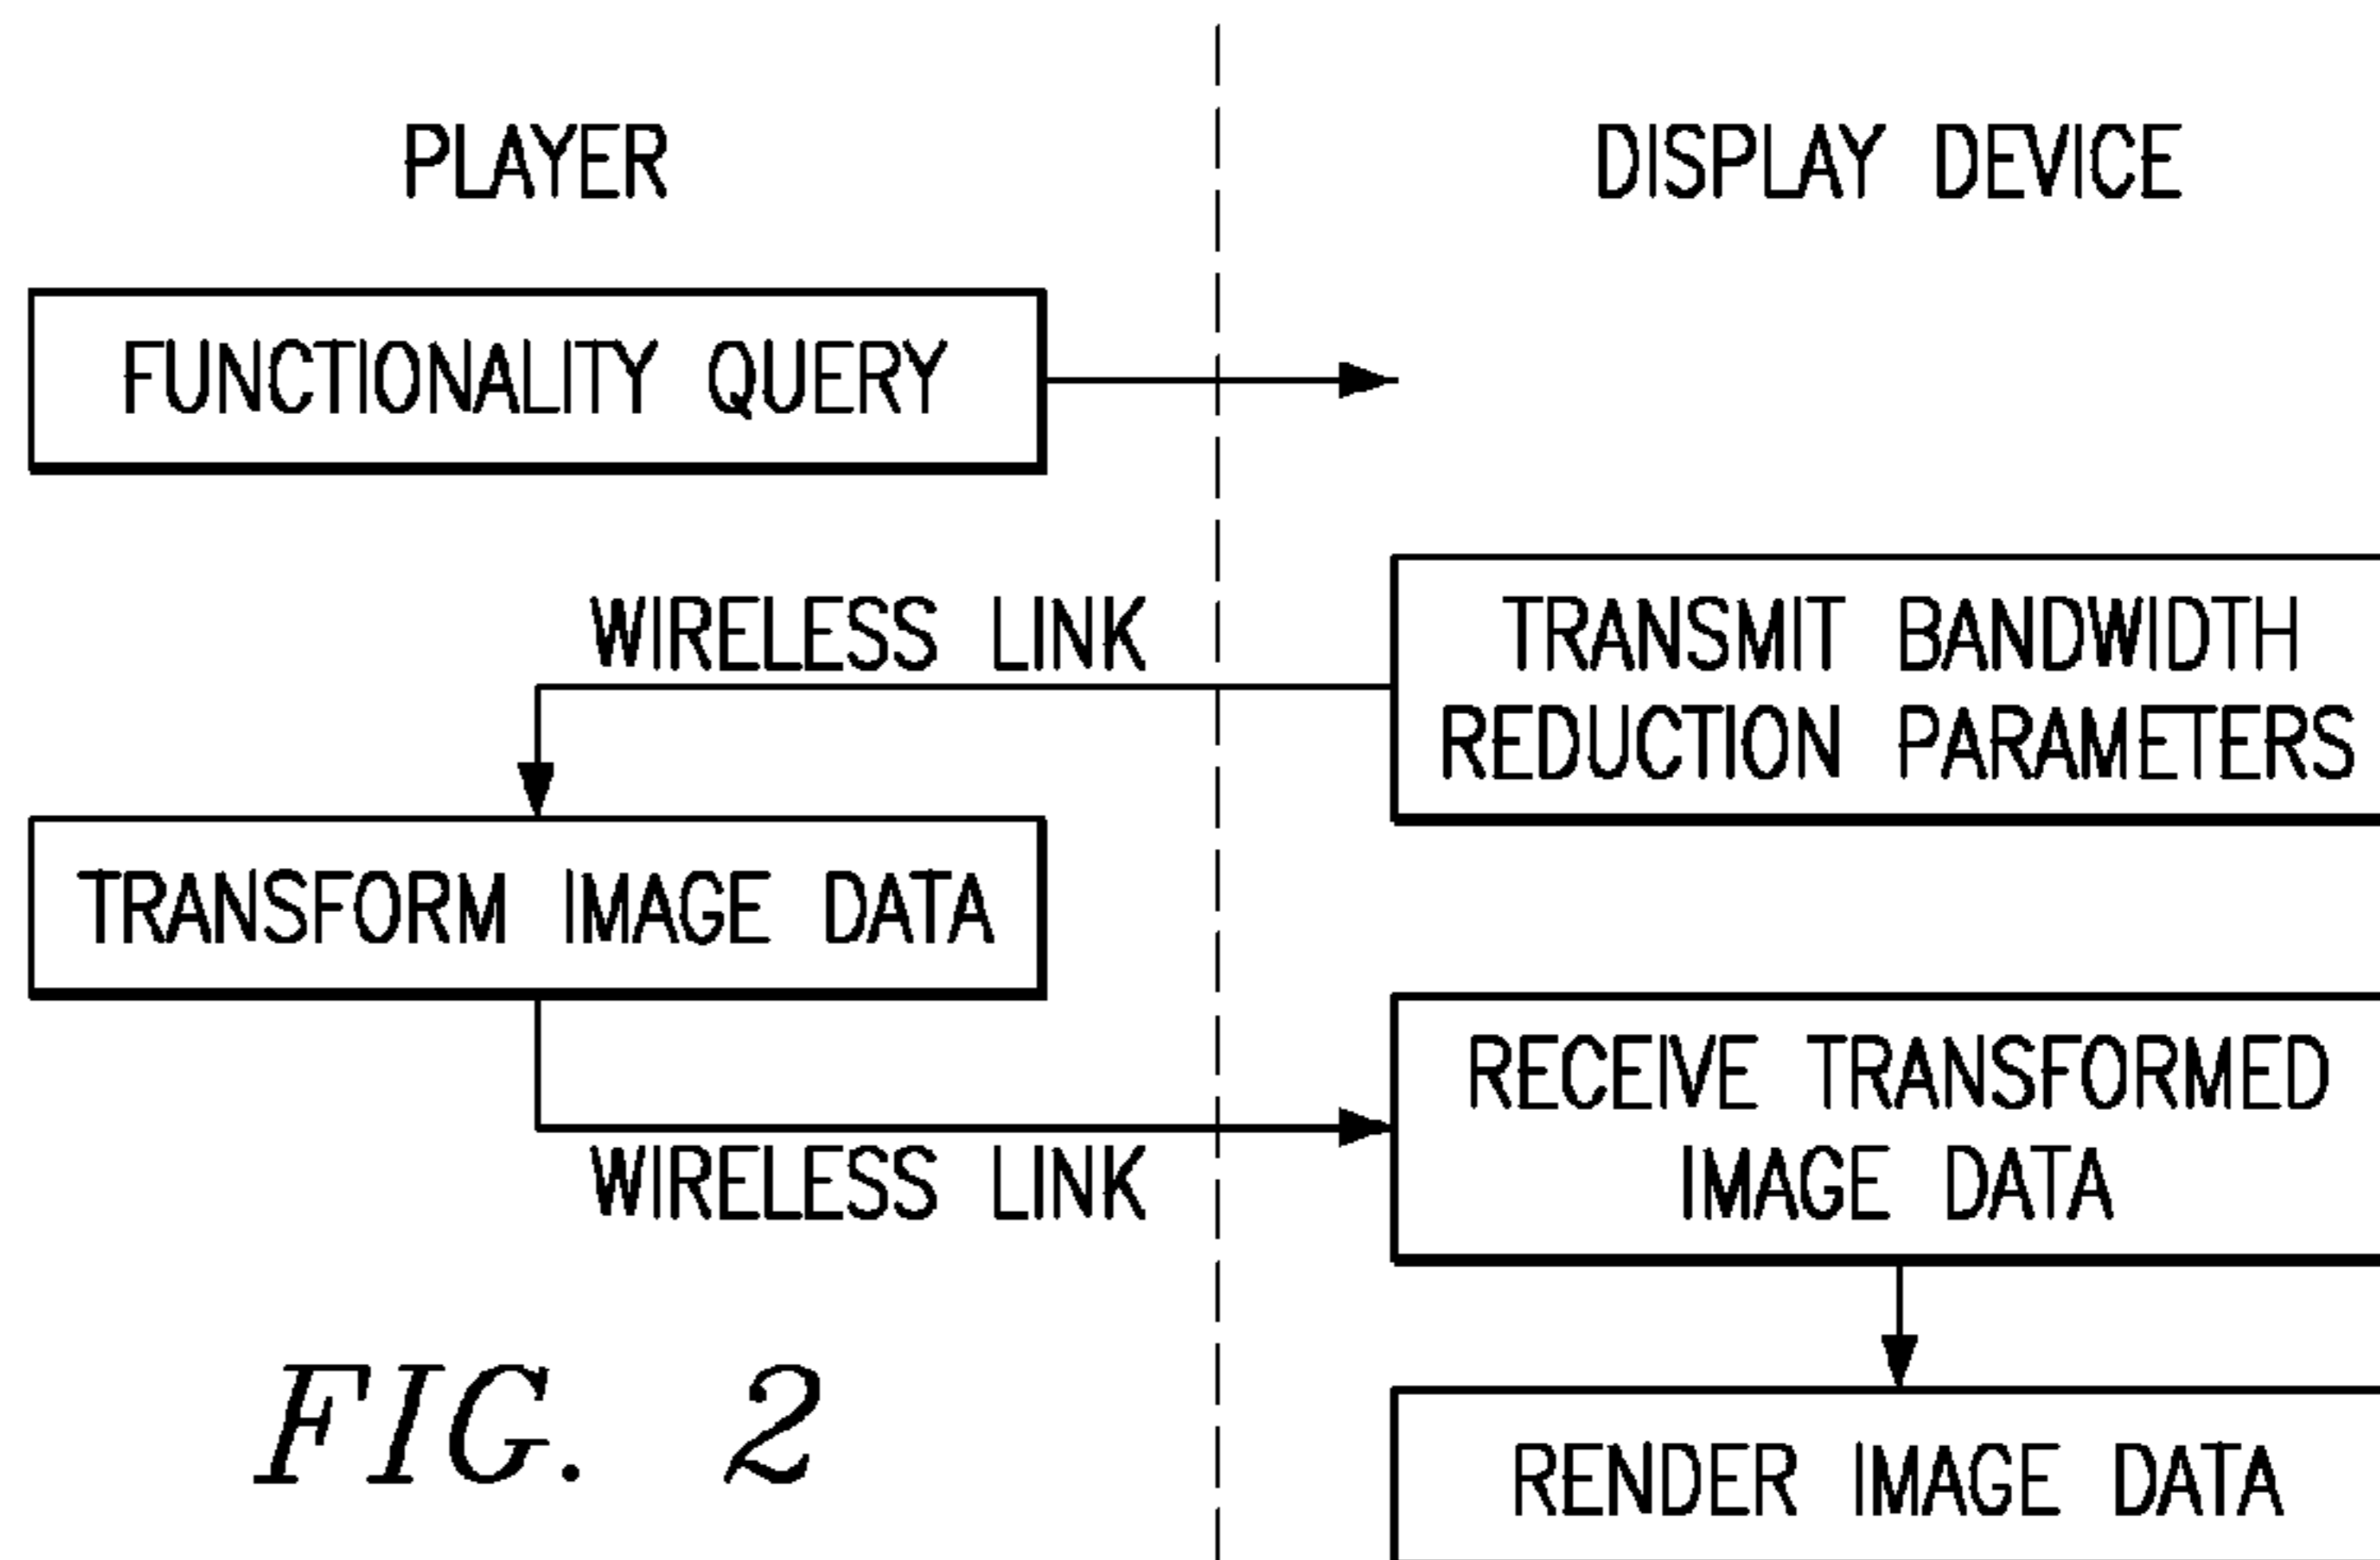 PLAYER
DISPLAY DEVICE
FUNCTIONALITY QUERY
WIRELESS LINK
TRANSMIT BANDWIDTH
REDUCTION PARAMETERS
TRANSFORM IMAGE DATA
RECEIVE TRANSFORMED
IMAGE DATA
WIRELESS LINK
RENDER IMAGE DATA
FIG. 2